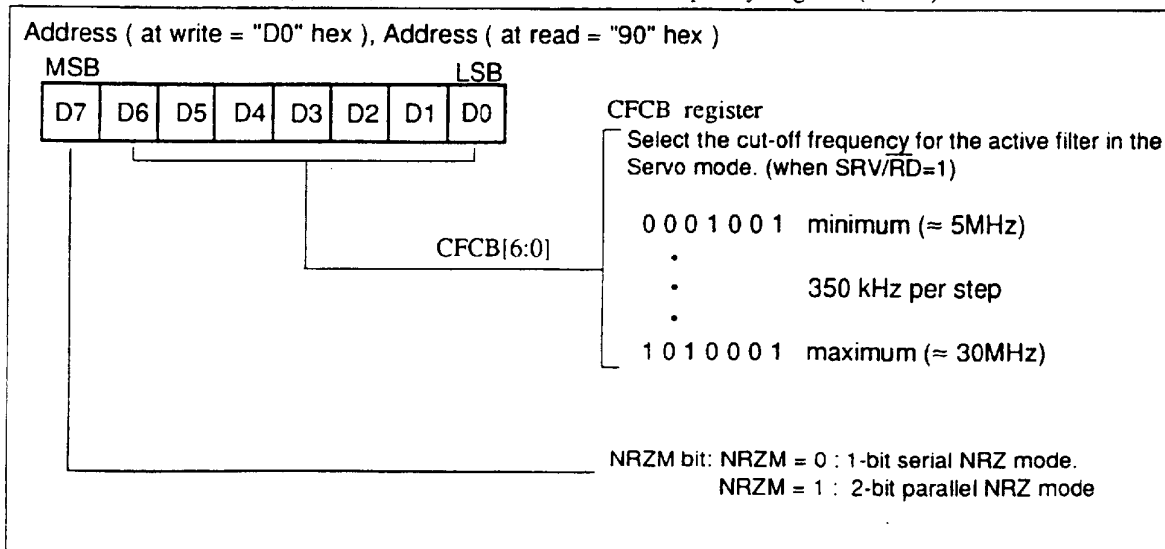 Address ( at write = "D0" hex ), Address ( at read = "90" hex )
MSB LSB
D7 D6 D5 D4 D3 D2 D1 D0
CFCB register
Select the cut-off frequency for the active filter in the
Servo mode. (when SRV/R̅D̅=1)
0 0 0 1 0 0 1 minimum (≈ 5MHz)
CFCB[6:0]
350 kHz per step
1 0 1 0 0 0 1 maximum (≈ 30MHz)
NRZM bit: NRZM = 0 : 1-bit serial NRZ mode.
NRZM = 1 : 2-bit parallel NRZ mode